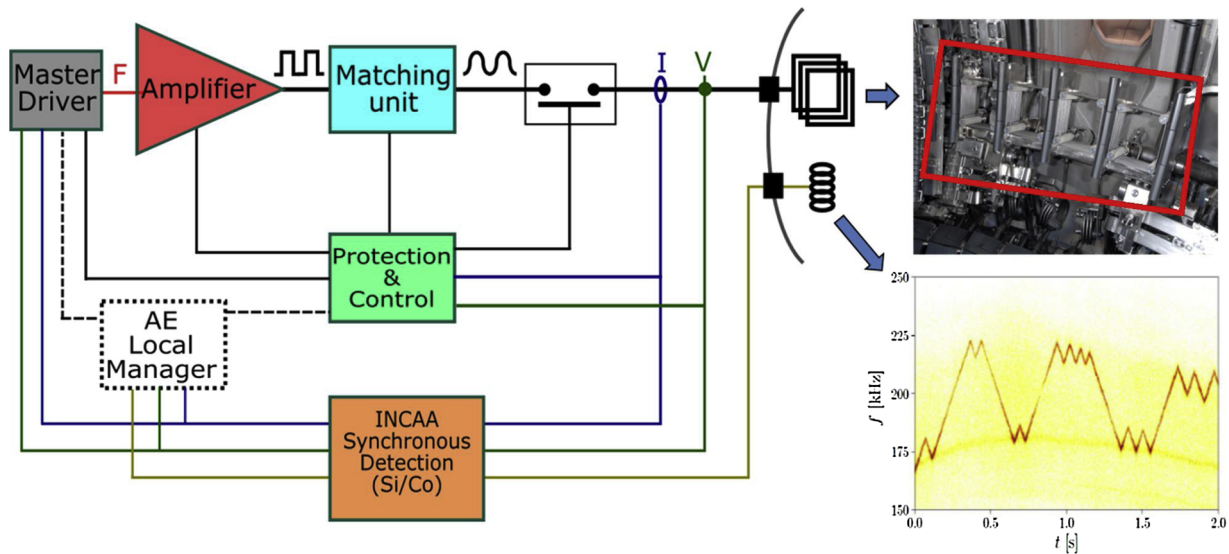 Master
Driver
F
Amplifier
Matching
unit
I
V
Protection
&
Control
AE
Local
Manager
INCAA
Synchronous
Detection
(Si/Co)
250
225
200
175
150
f [kHz]
0.0
0.5
1.0
1.5
2.0
t [s]